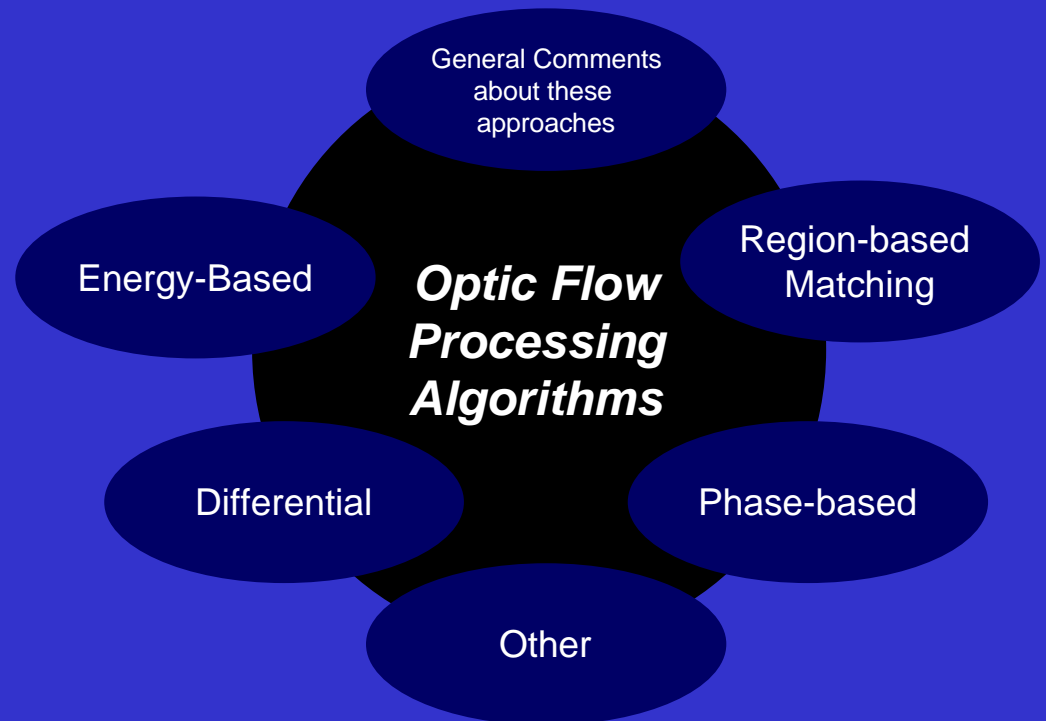 General Comments
about these
approaches
Energy-Based
Region-based
Matching
Optic Flow
Processing
Algorithms
Differential
Phase-based
Other